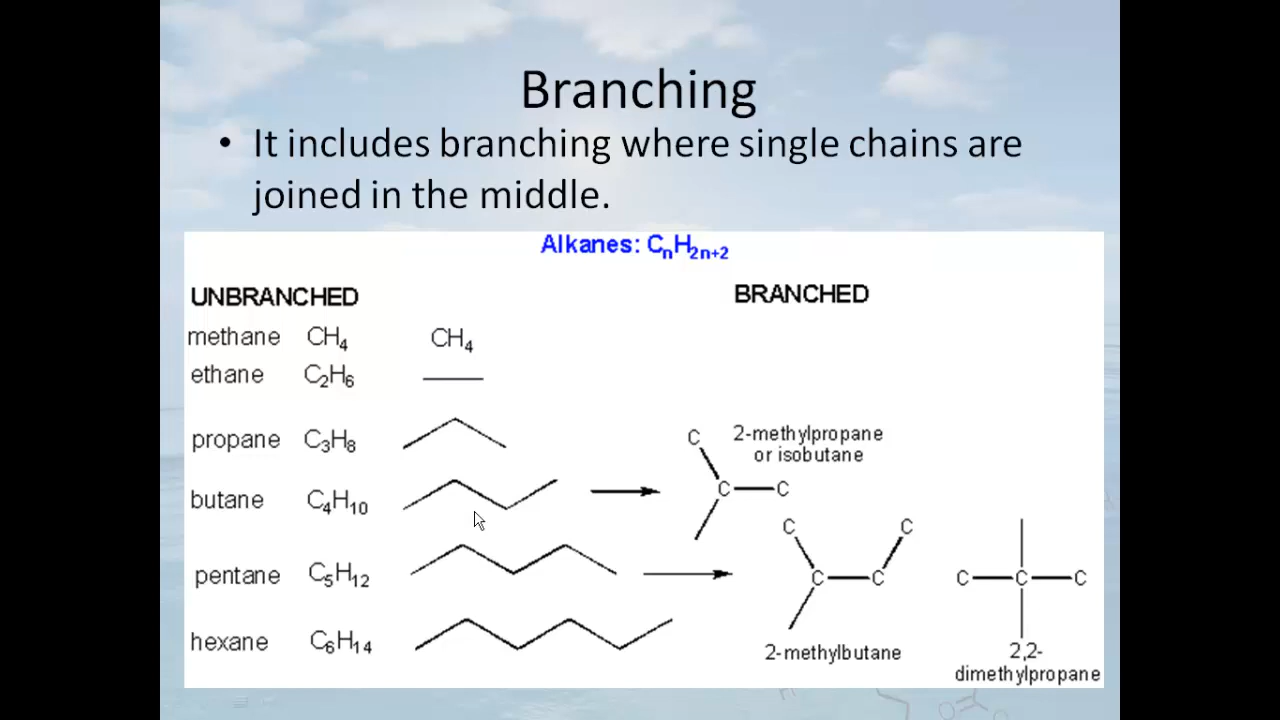 Branching
• It includes branching where single chains are
joined in the middle.
Alkanes: CₙH₂ₙ₊₂
UNBRANCHED
BRANCHED
methane CH₄ CH₄
ethane C₂H₆
propane C₃H₈
butane C₄H₁₀
pentane C₅H₁₂
hexane C₆H₁₄
C
2-methylpropane
or isobutane
C C
C C
C C
2-methylbutane
C C C
2,2-
dimethylpropane